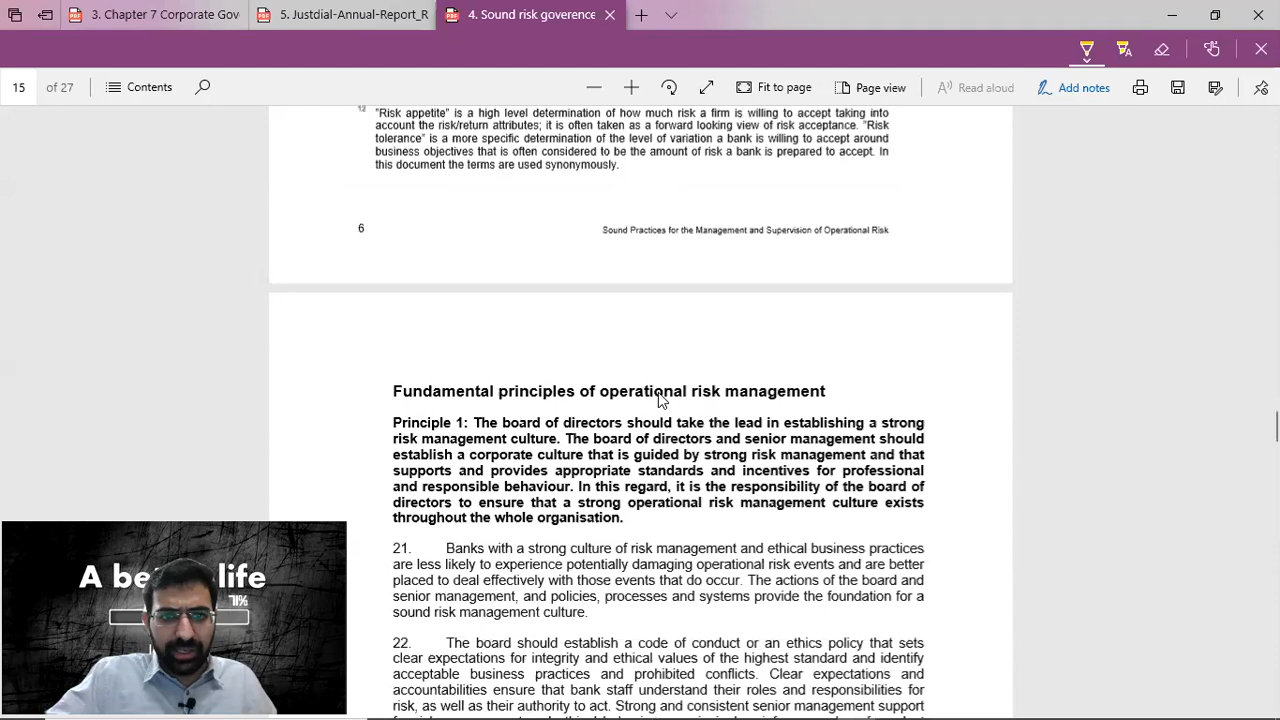 3. Chapter 7 Corporate Gov
5. Justdial-Annual-Report_R
4. Sound risk goverence
15 of 27
Contents
Fit to page
Page view
Read aloud
Add notes
12 "Risk appetite" is a high level determination of how much risk a firm is willing to accept taking into
account the risk/return attributes; it is often taken as a forward looking view of risk acceptance. "Risk
tolerance" is a more specific determination of the level of variation a bank is willing to accept around
business objectives that is often considered to be the amount of risk a bank is prepared to accept. In
this document the terms are used synonymously.
6
Sound Practices for the Management and Supervision of Operational Risk
Fundamental principles of operational risk management
Principle 1: The board of directors should take the lead in establishing a strong
risk management culture. The board of directors and senior management should
establish a corporate culture that is guided by strong risk management and that
supports and provides appropriate standards and incentives for professional
and responsible behaviour. In this regard, it is the responsibility of the board of
directors to ensure that a strong operational risk management culture exists
throughout the whole organisation.
21. Banks with a strong culture of risk management and ethical business practices
are less likely to experience potentially damaging operational risk events and are better
placed to deal effectively with those events that do occur. The actions of the board and
senior management, and policies, processes and systems provide the foundation for a
sound risk management culture.
22. The board should establish a code of conduct or an ethics policy that sets
clear expectations for integrity and ethical values of the highest standard and identify
acceptable business practices and prohibited conflicts. Clear expectations and
accountabilities ensure that bank staff understand their roles and responsibilities for
risk, as well as their authority to act. Strong and consistent senior management support
A be life
71%